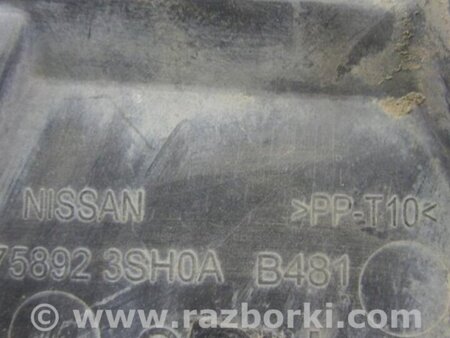 NISSAN >PP-T10<
75892 3SH0A B481
www.razborki.com